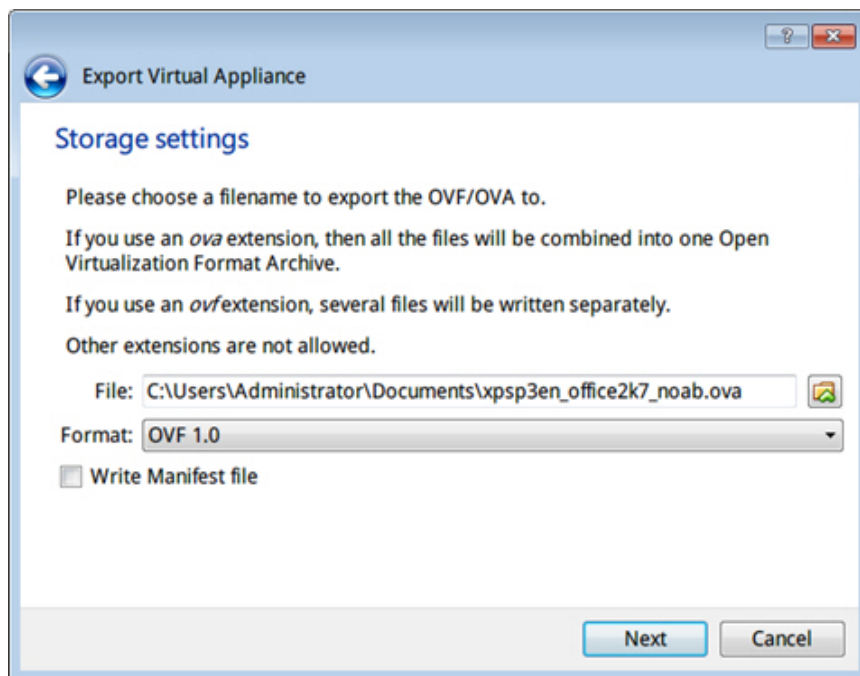 Export Virtual Appliance
Storage settings
Please choose a filename to export the OVF/OVA to.
If you use an ova extension, then all the files will be combined into one Open
Virtualization Format Archive.
If you use an ovf extension, several files will be written separately.
Other extensions are not allowed.
File: C:\Users\Administrator\Documents\xpsp3en_office2k7_noab.ova
Format: OVF 1.0
Write Manifest file
Next Cancel